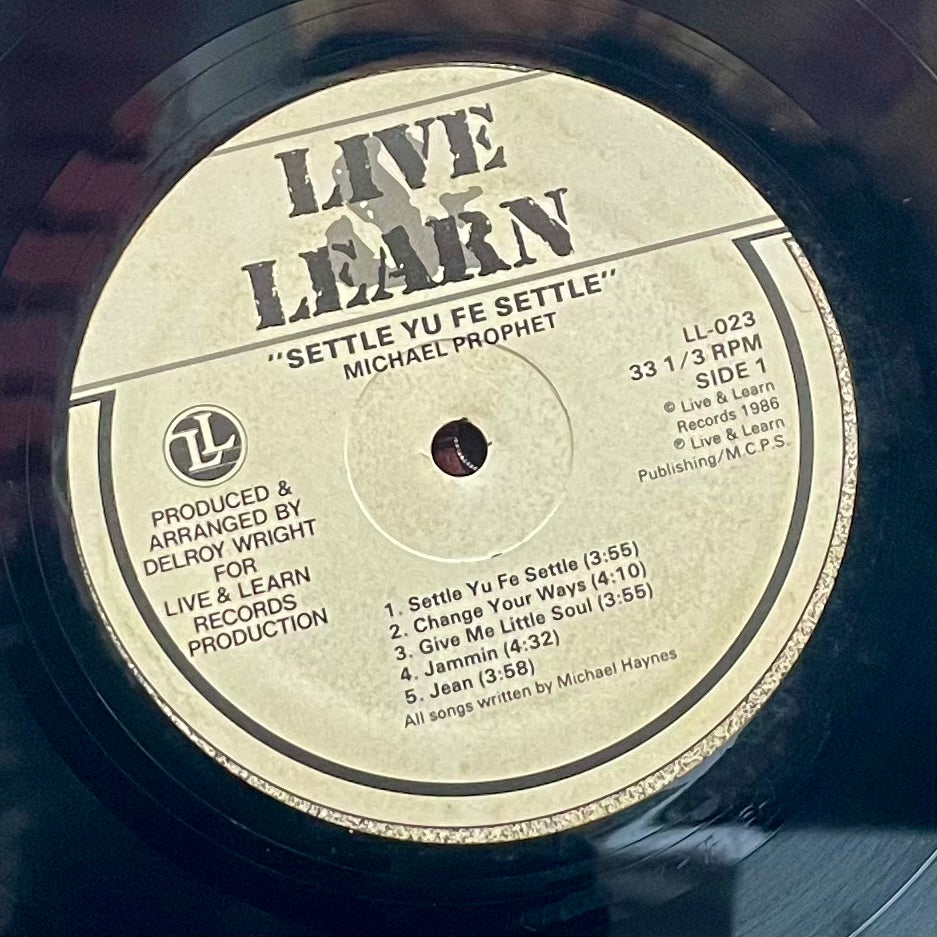 LIVE
&
LEARN
"SETTLE YU FE SETTLE"
MICHAEL PROPHET
LL-023
33 1/3 RPM
SIDE 1
© Live & Learn
Records 1986
℗ Live & Learn
Publishing/M.C.P.S.
LL
PRODUCED &
ARRANGED BY
DELROY WRIGHT
FOR
LIVE & LEARN
RECORDS
PRODUCTION
1. Settle Yu Fe Settle (3:55)
2. Change Your Ways (4:10)
3. Give Me Little Soul (3:55)
4. Jammin (4:32)
5. Jean (3:58)
All songs written by Michael Haynes